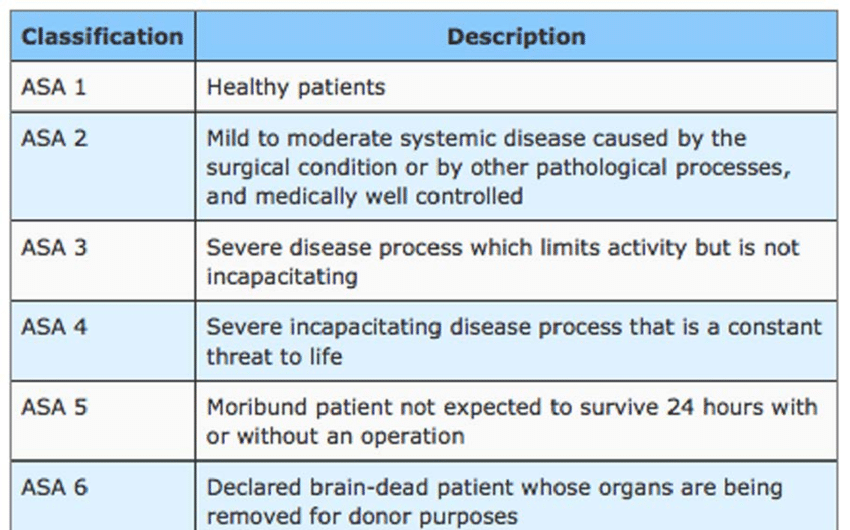 Classification Description
ASA 1 Healthy patients
ASA 2 Mild to moderate systemic disease caused by the
surgical condition or by other pathological processes,
and medically well controlled
ASA 3 Severe disease process which limits activity but is not
incapacitating
ASA 4 Severe incapacitating disease process that is a constant
threat to life
ASA 5 Moribund patient not expected to survive 24 hours with
or without an operation
ASA 6 Declared brain-dead patient whose organs are being
removed for donor purposes